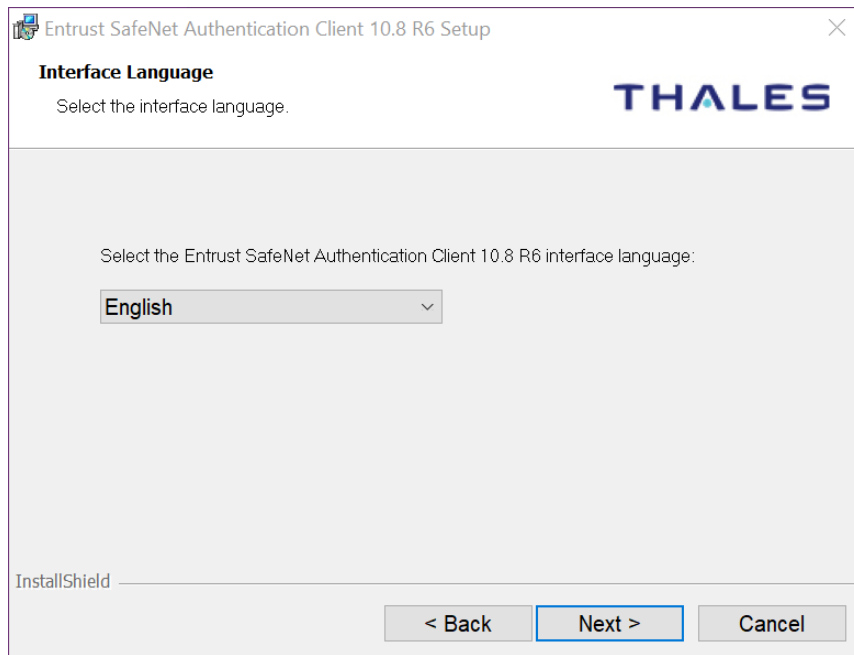 Entrust SafeNet Authentication Client 10.8 R6 Setup
Interface Language
Select the interface language.
THALES
Select the Entrust SafeNet Authentication Client 10.8 R6 interface language:
English
InstallShield
< Back
Next >
Cancel